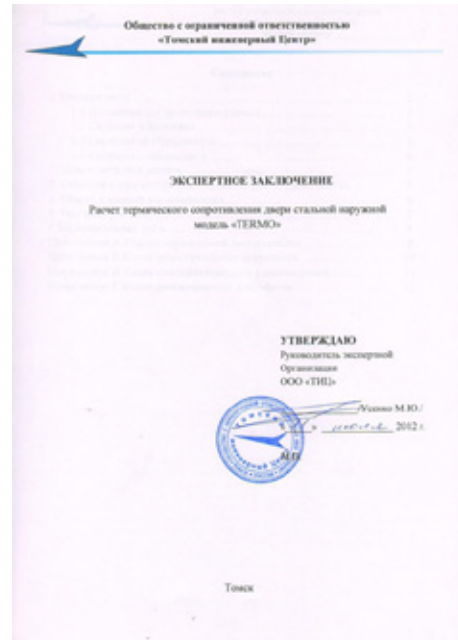 Общество с ограниченной ответственностью
«Томский инженерный Центр»
ЭКСПЕРТНОЕ ЗАКЛЮЧЕНИЕ
Расчет термического сопротивления двери стальной наружной
модель «TERMO»
УТВЕРЖДАЮ
Руководитель экспертной
Организации
ООО «ТИЦ»
/Усенко М.Ю./
2012 г.
М.П.
Томск